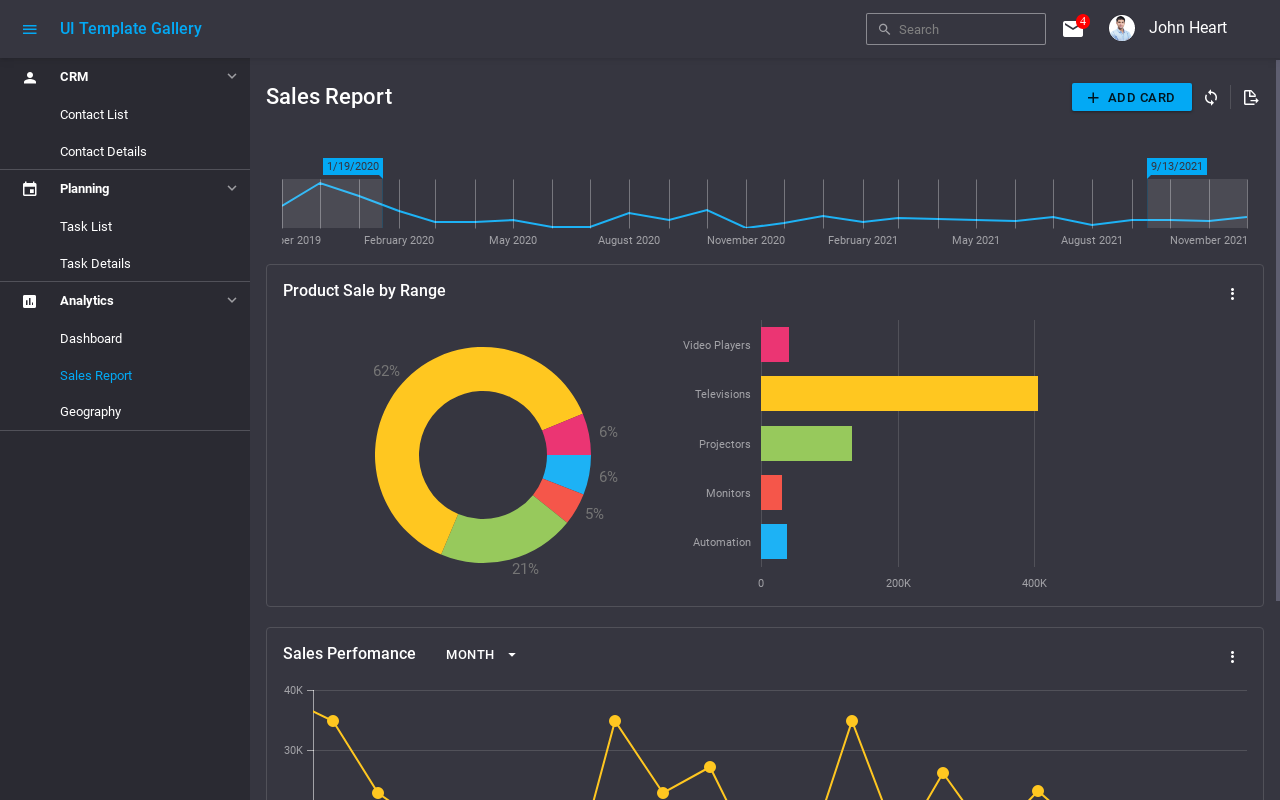 UI Template Gallery
Search
4
John Heart
CRM
Contact List
Contact Details
Planning
Task List
Task Details
Analytics
Dashboard
Sales Report
Geography
Sales Report
ADD CARD
1/19/2020
9/13/2021
ber 2019
February 2020
May 2020
August 2020
November 2020
February 2021
May 2021
August 2021
November 2021
Product Sale by Range
62%
6%
6%
5%
21%
Video Players
Televisions
Projectors
Monitors
Automation
0
200K
400K
Sales Perfomance
MONTH
40K
30K